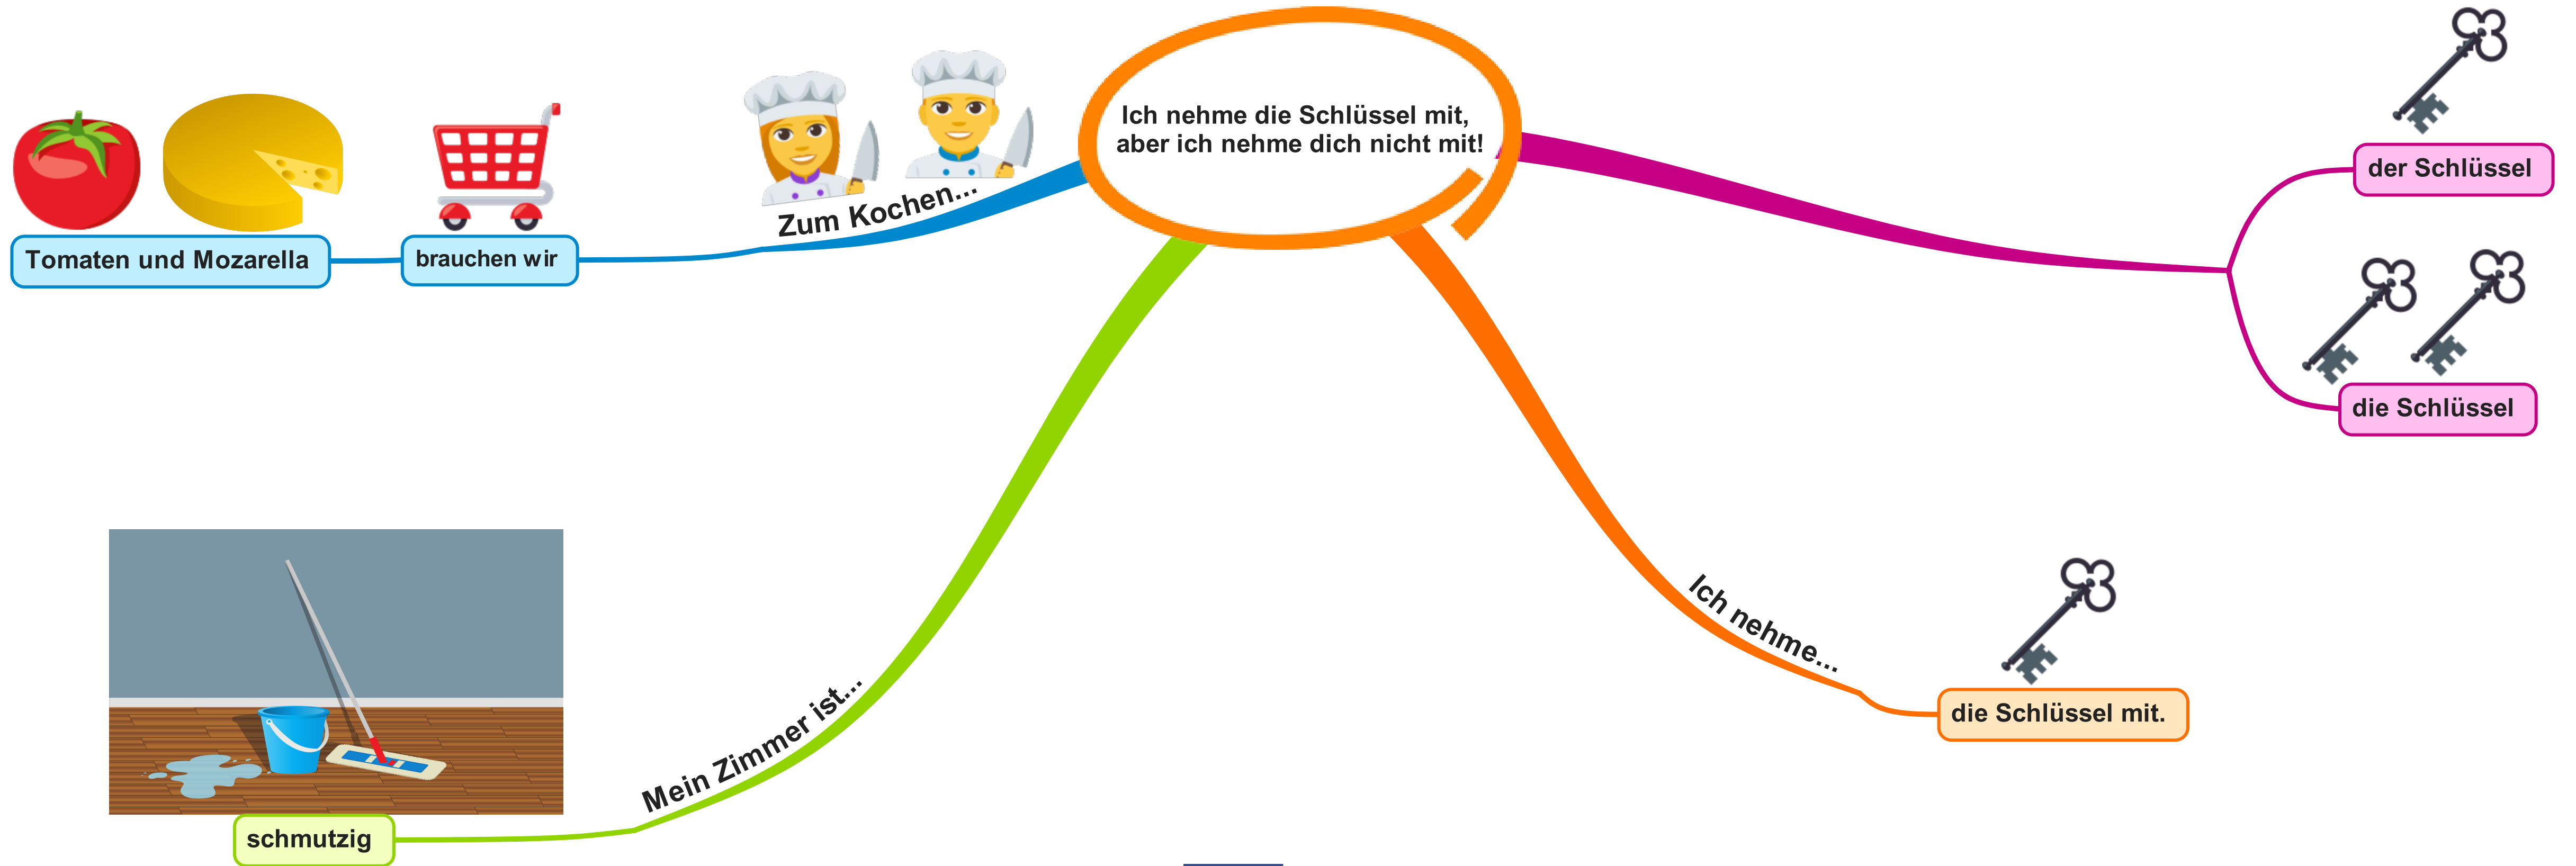 Ich nehme die Schlüssel mit,
aber ich nehme dich nicht mit!
Zum Kochen...
brauchen wir
Tomaten und Mozarella
Mein Zimmer ist...
schmutzig
der Schlüssel
die Schlüssel
Ich nehme...
die Schlüssel mit.